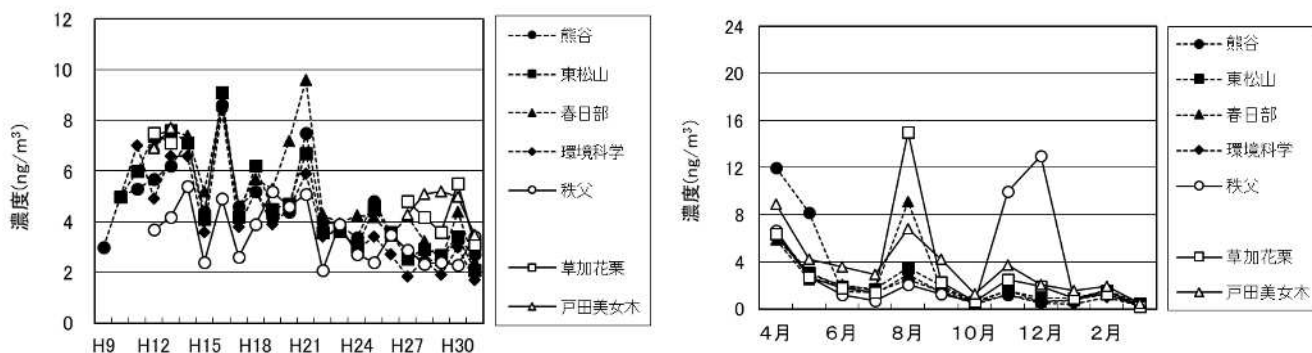 12
10
8
6
4
2
0
濃度(ng/m³)
H9 H12 H15 H18 H21 H24 H27 H30
熊谷
東松山
春日部
環境科学
秩父
草加花栗
戸田美女木
24
20
16
12
8
4
0
濃度(ng/m³)
4月 6月 8月 10月 12月 2月
熊谷
東松山
春日部
環境科学
秩父
草加花栗
戸田美女木